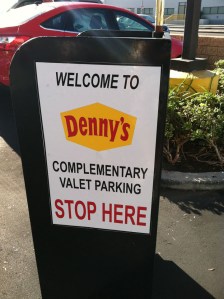 WELCOME TO
Denny's
COMPLEMENTARY
VALET PARKING
STOP HERE